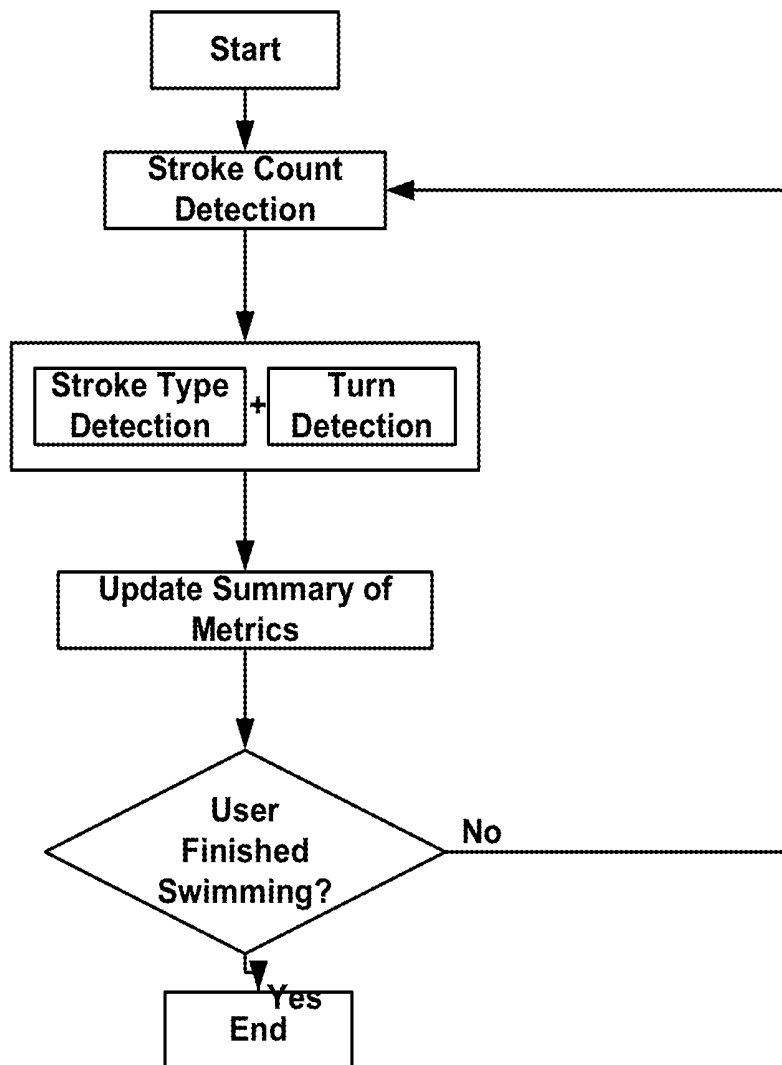 Start
Stroke Count
Detection
Stroke Type
Detection
+
Turn
Detection
Update Summary of
Metrics
User
Finished
Swimming?
No
Yes
End